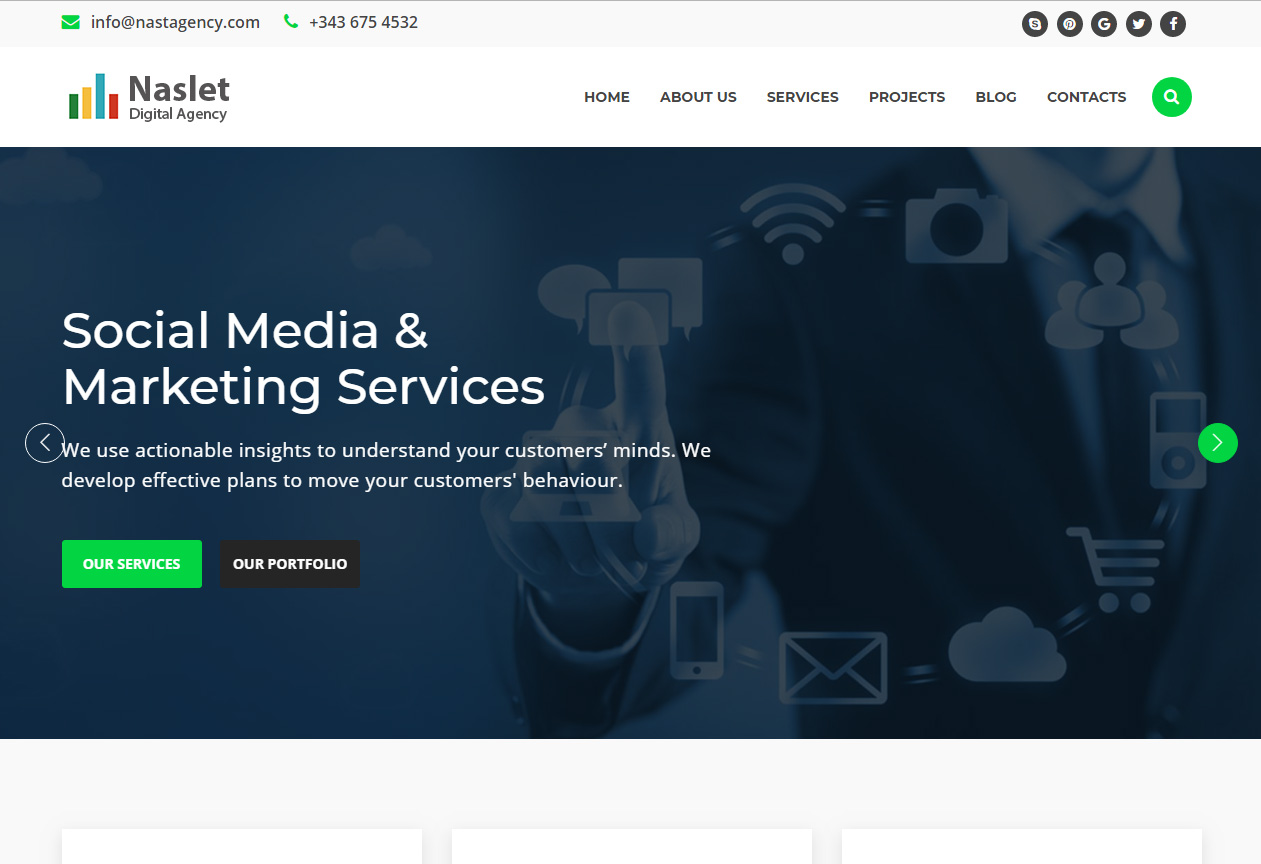 info@nastagency.com +343 675 4532
Naslet
Digital Agency
HOME ABOUT US SERVICES PROJECTS BLOG CONTACTS
Social Media &
Marketing Services
We use actionable insights to understand your customers’ minds. We
develop effective plans to move your customers' behaviour.
OUR SERVICES OUR PORTFOLIO